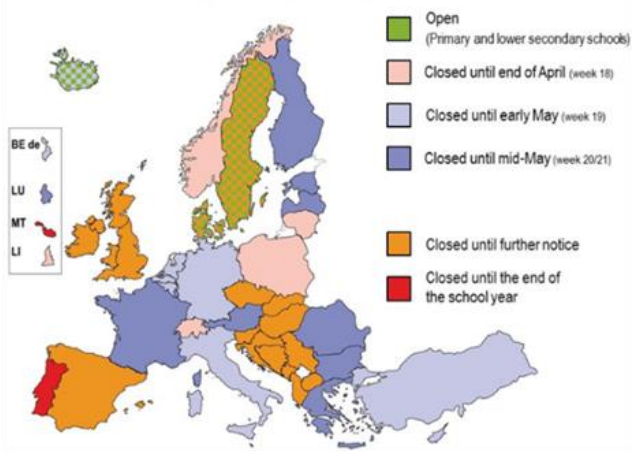 Open
(Primary and lower secondary schools)
Closed until end of April (week 18)
Closed until early May (week 19)
Closed until mid-May (week 20/21)
Closed until further notice
Closed until the end of
the school year
BE de
LU
MT
LI